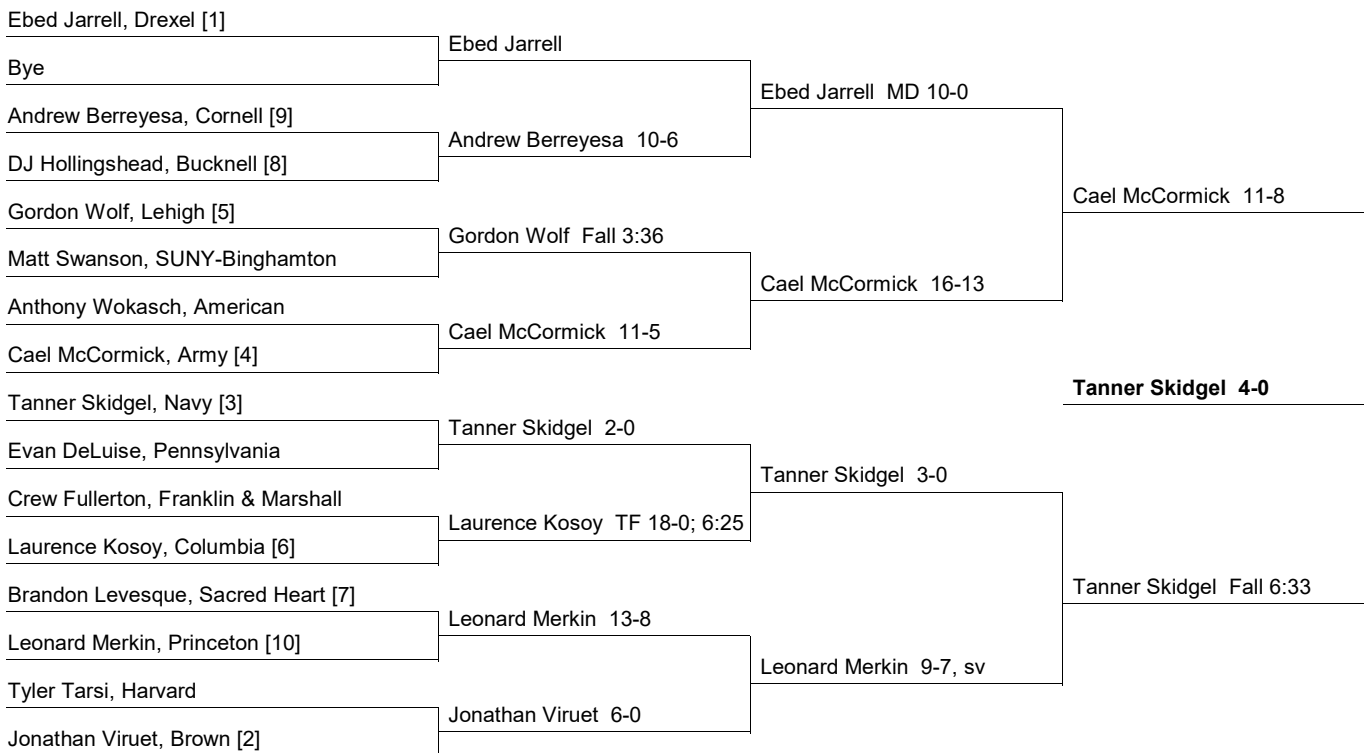 Ebed Jarrell, Drexel [1]
Ebed Jarrell
Bye
Ebed Jarrell MD 10-0
Andrew Berreyesa, Cornell [9]
Andrew Berreyesa 10-6
DJ Hollingshead, Bucknell [8]
Cael McCormick 11-8
Gordon Wolf, Lehigh [5]
Gordon Wolf Fall 3:36
Matt Swanson, SUNY-Binghamton
Cael McCormick 16-13
Anthony Wokasch, American
Cael McCormick 11-5
Cael McCormick, Army [4]
Tanner Skidgel 4-0
Tanner Skidgel, Navy [3]
Tanner Skidgel 2-0
Evan DeLuise, Pennsylvania
Tanner Skidgel 3-0
Crew Fullerton, Franklin & Marshall
Laurence Kosoy TF 18-0; 6:25
Laurence Kosoy, Columbia [6]
Tanner Skidgel Fall 6:33
Brandon Levesque, Sacred Heart [7]
Leonard Merkin 13-8
Leonard Merkin, Princeton [10]
Leonard Merkin 9-7, sv
Tyler Tarsi, Harvard
Jonathan Viruet 6-0
Jonathan Viruet, Brown [2]